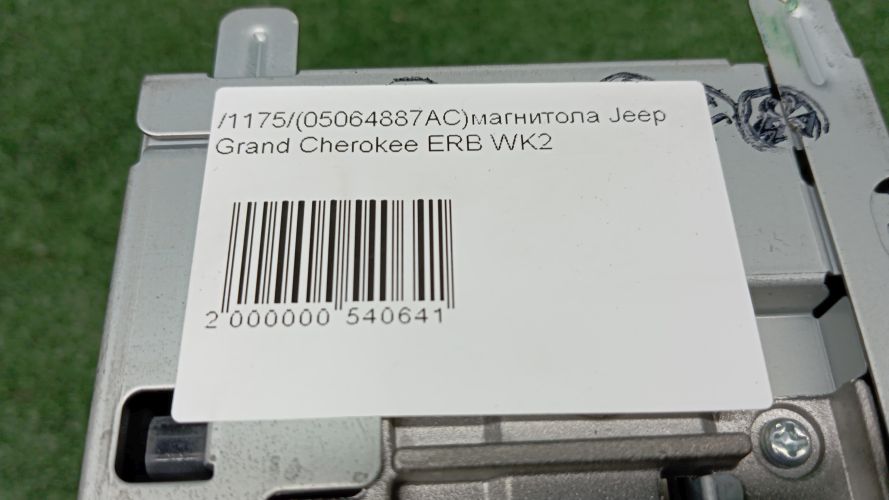 /1175/(05064887AC)магнитола Jeep
Grand Cherokee ERB WK2
2 000000 540641